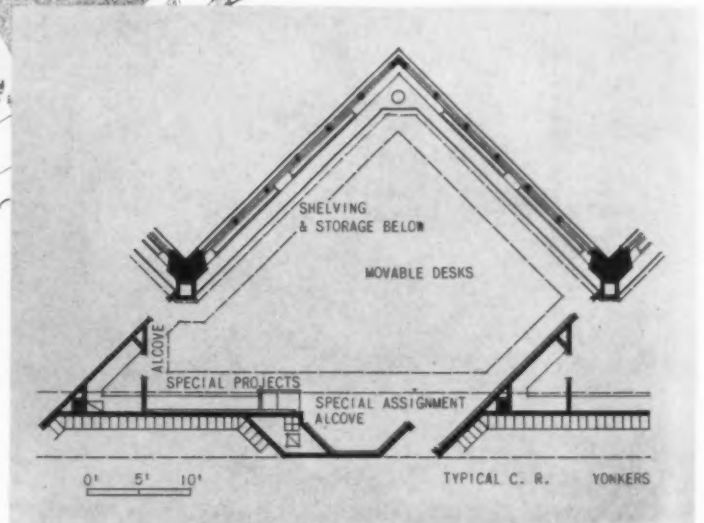 SHELVING
& STORAGE BELOW
MOVABLE DESKS
ALCOVE
SPECIAL PROJECTS
SPECIAL ASSIGNMENT
ALCOVE
0' 5' 10'
TYPICAL C. R. YONKERS